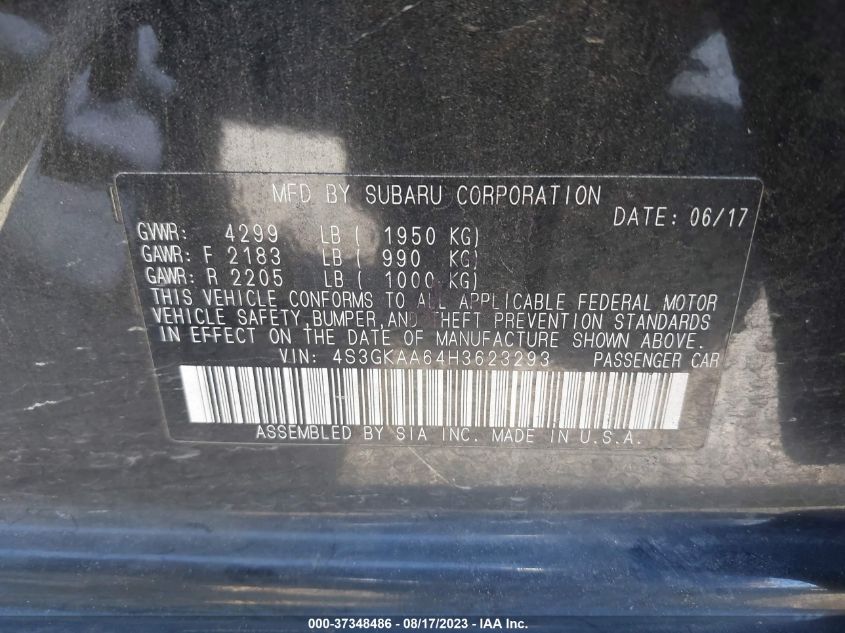 MFD BY SUBARU CORPORATION
DATE: 06/17
GVWR: 4299 LB ( 1950 KG)
GAWR: F 2183 LB ( 990 KG)
GAWR: R 2205 LB ( 1000 KG)
THIS VEHICLE CONFORMS TO ALL APPLICABLE FEDERAL MOTOR
VEHICLE SAFETY, BUMPER, AND THEFT PREVENTION STANDARDS
IN EFFECT ON THE DATE OF MANUFACTURE SHOWN ABOVE.
VIN: 4S3GKAA64H3623293 PASSENGER CAR
ASSEMBLED BY SIA INC. MADE IN U.S.A.
000-37348486 - 08/17/2023 - IAA Inc.